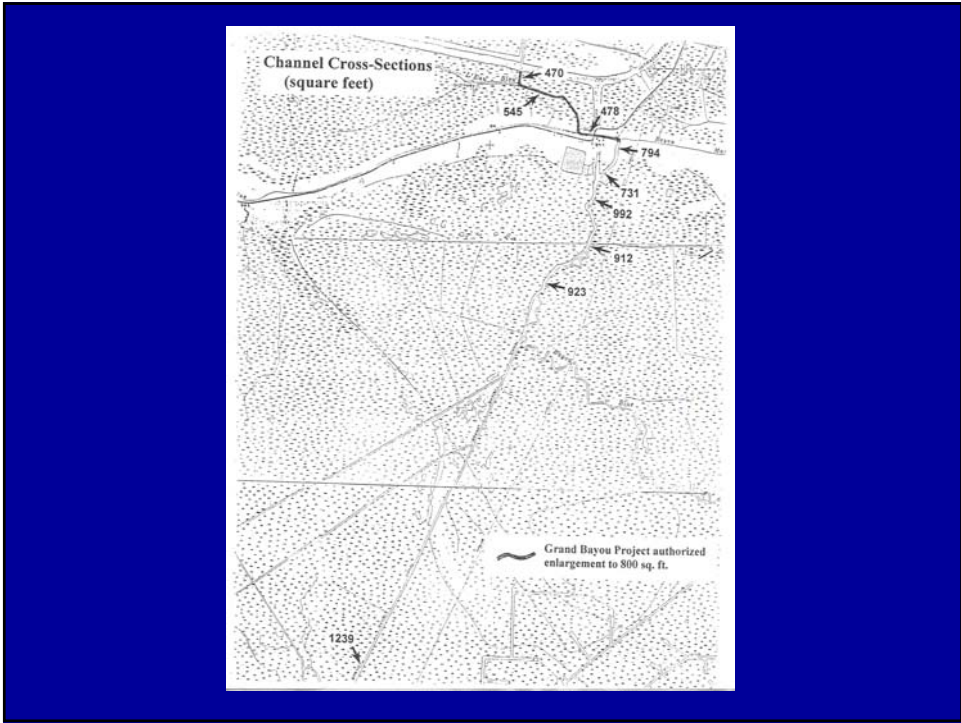 Channel Cross-Sections
(square feet)
470
545
478
794
731
992
912
923
Grand Bayou Project authorized
enlargement to 800 sq. ft.
1239